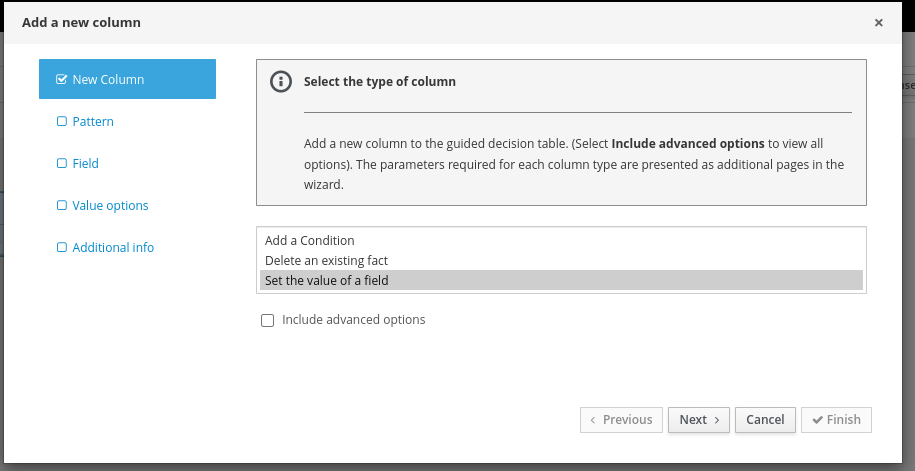 Add a new column
×
New Column
Select the type of column
Pattern
Field
Value options
Additional info
Add a new column to the guided decision table. (Select Include advanced options to view all
options). The parameters required for each column type are presented as additional pages in the
wizard.
Add a Condition
Delete an existing fact
Set the value of a field
Include advanced options
Previous
Next
Cancel
Finish